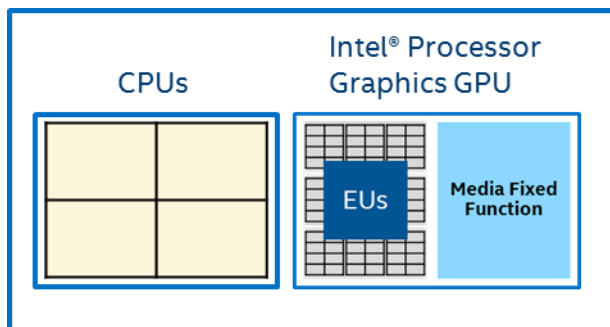 CPUs
Intel® Processor
Graphics GPU
EUs
Media Fixed
Function